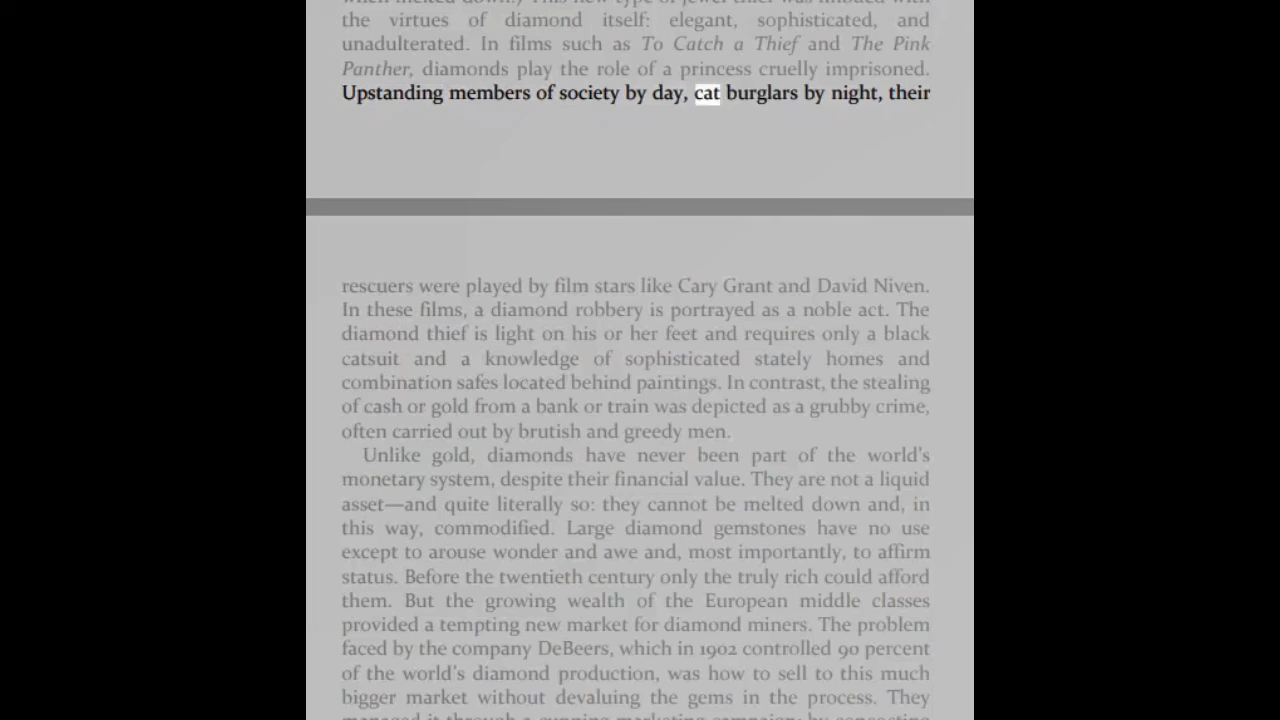 the virtues of diamond itself: elegant, sophisticated, and
unadulterated. In films such as To Catch a Thief and The Pink
Panther, diamonds play the role of a princess cruelly imprisoned.
Upstanding members of society by day, cat burglars by night, their
rescuers were played by film stars like Cary Grant and David Niven.
In these films, a diamond robbery is portrayed as a noble act. The
diamond thief is light on his or her feet and requires only a black
catsuit and a knowledge of sophisticated stately homes and
combination safes located behind paintings. In contrast, the stealing
of cash or gold from a bank or train was depicted as a grubby crime,
often carried out by brutish and greedy men.
Unlike gold, diamonds have never been part of the world's
monetary system, despite their financial value. They are not a liquid
asset—and quite literally so: they cannot be melted down and, in
this way, commodified. Large diamond gemstones have no use
except to arouse wonder and awe and, most importantly, to affirm
status. Before the twentieth century only the truly rich could afford
them. But the growing wealth of the European middle classes
provided a tempting new market for diamond miners. The problem
faced by the company DeBeers, which in 1902 controlled 90 percent
of the world's diamond production, was how to sell to this much
bigger market without devaluing the gems in the process. They